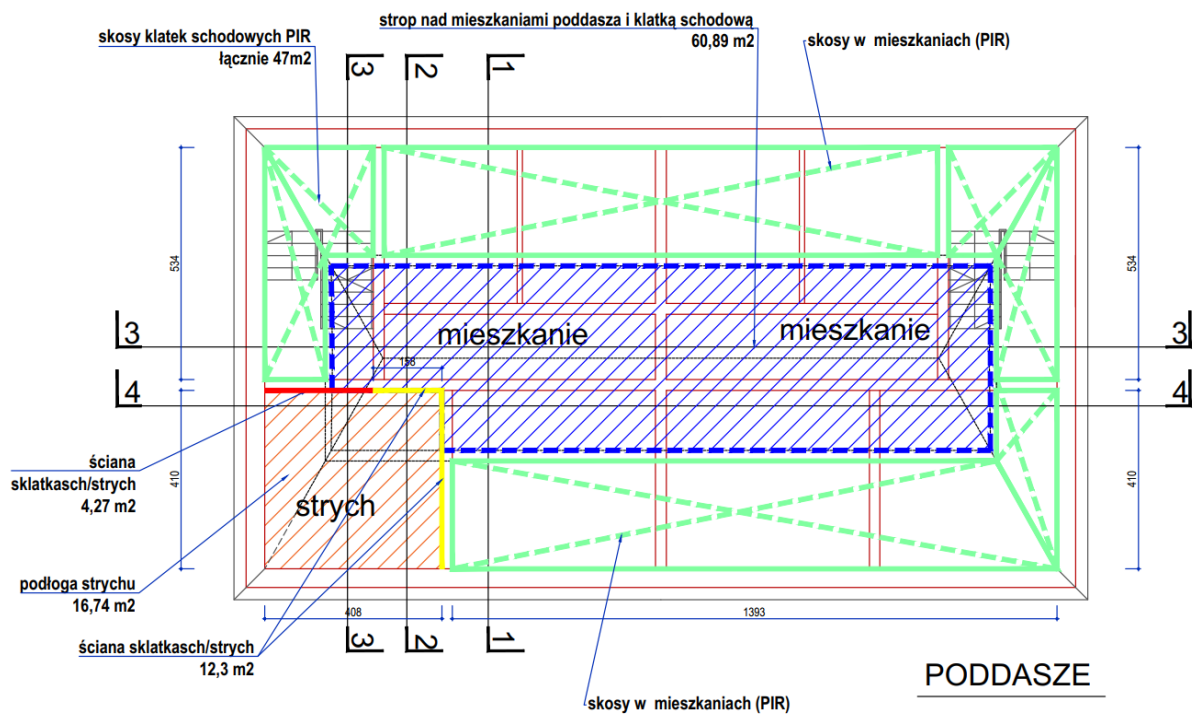 strop nad mieszkaniami poddasza i klatką schodową
60,89 m2
skosy klatek schodowych PIR
łącznie 47m2
skosy w mieszkaniach (PIR)
3
2
1
534
534
mieszkanie
mieszkanie
3
3
158
4
4
ściana
sklatkasch/strych
4,27 m2
410
410
strych
podłoga strychu
16,74 m2
408
1393
ściana sklatkasch/strych
12,3 m2
3
2
1
PODDASZE
skosy w mieszkaniach (PIR)